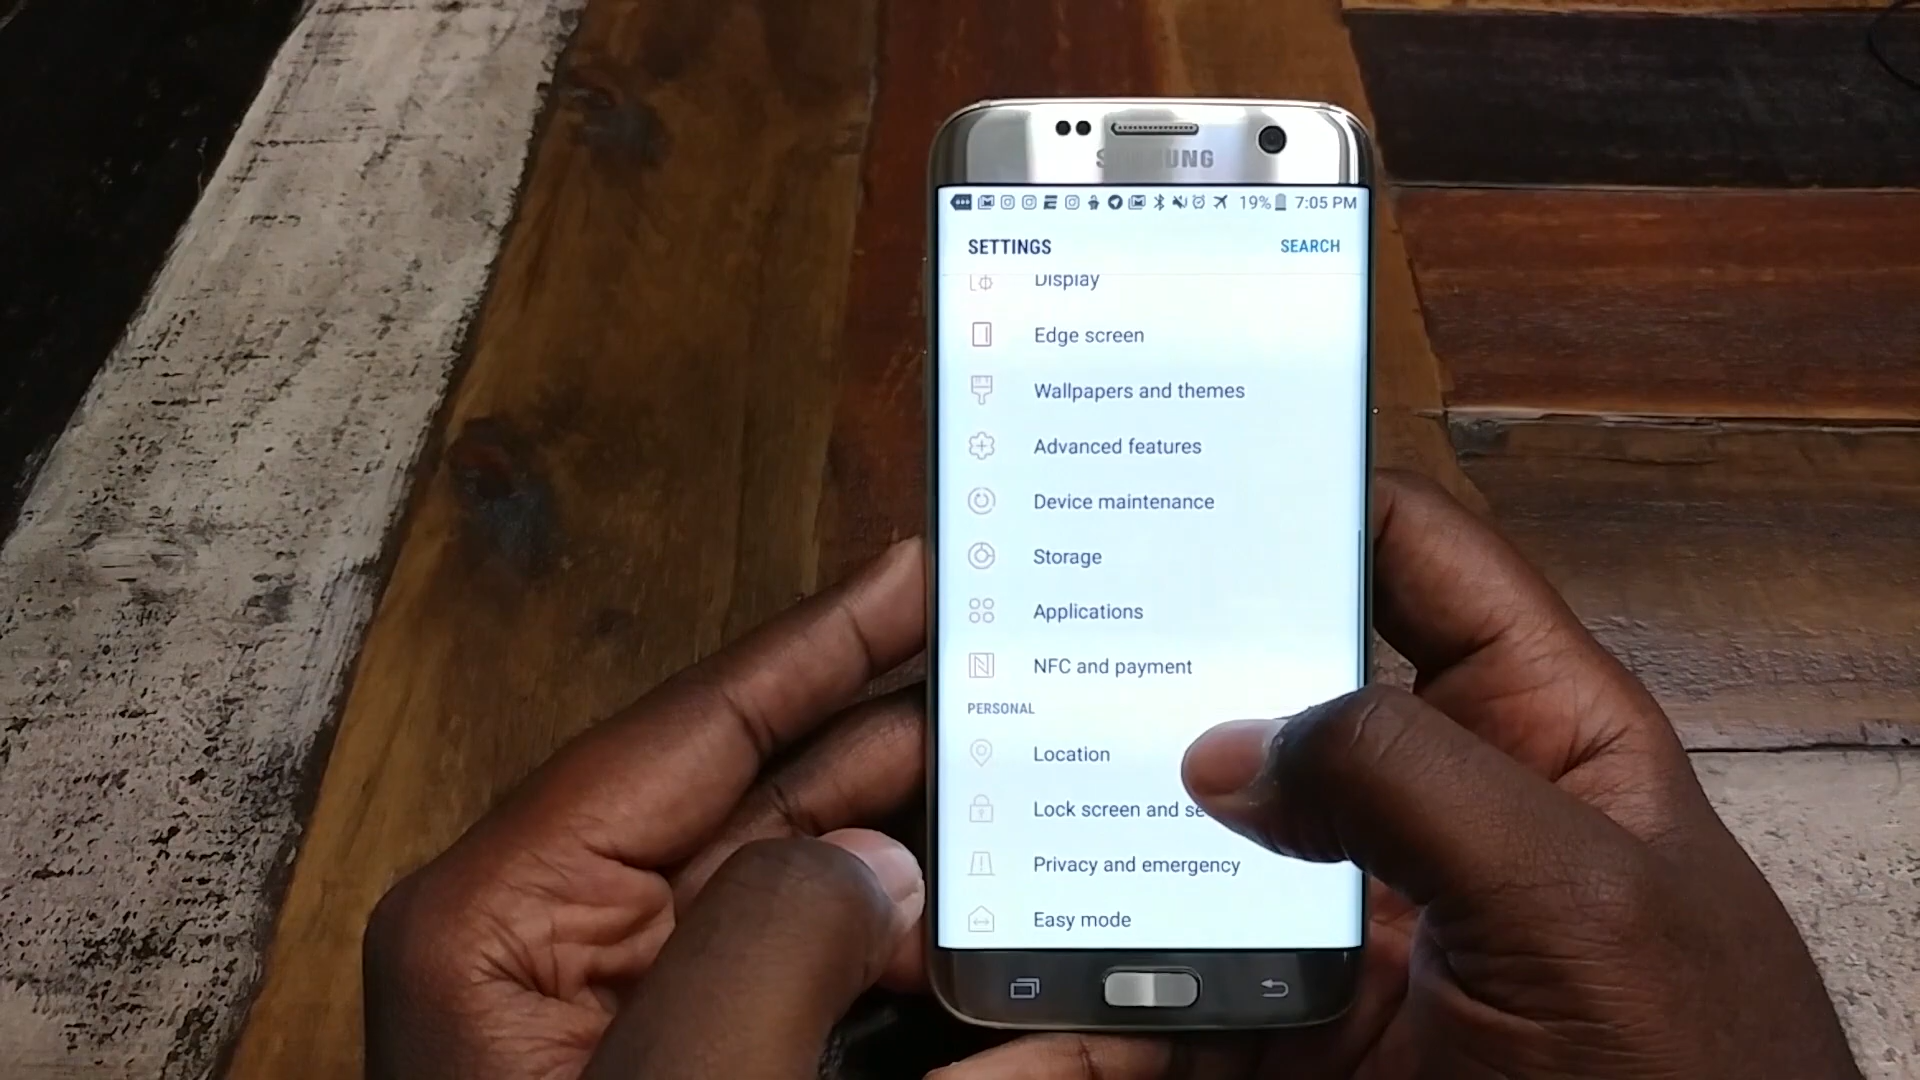 SAMSUNG
19% 7:05 PM
SETTINGS SEARCH
Display
Edge screen
Wallpapers and themes
Advanced features
Device maintenance
Storage
Applications
NFC and payment
PERSONAL
Location
Lock screen and se
Privacy and emergency
Easy mode